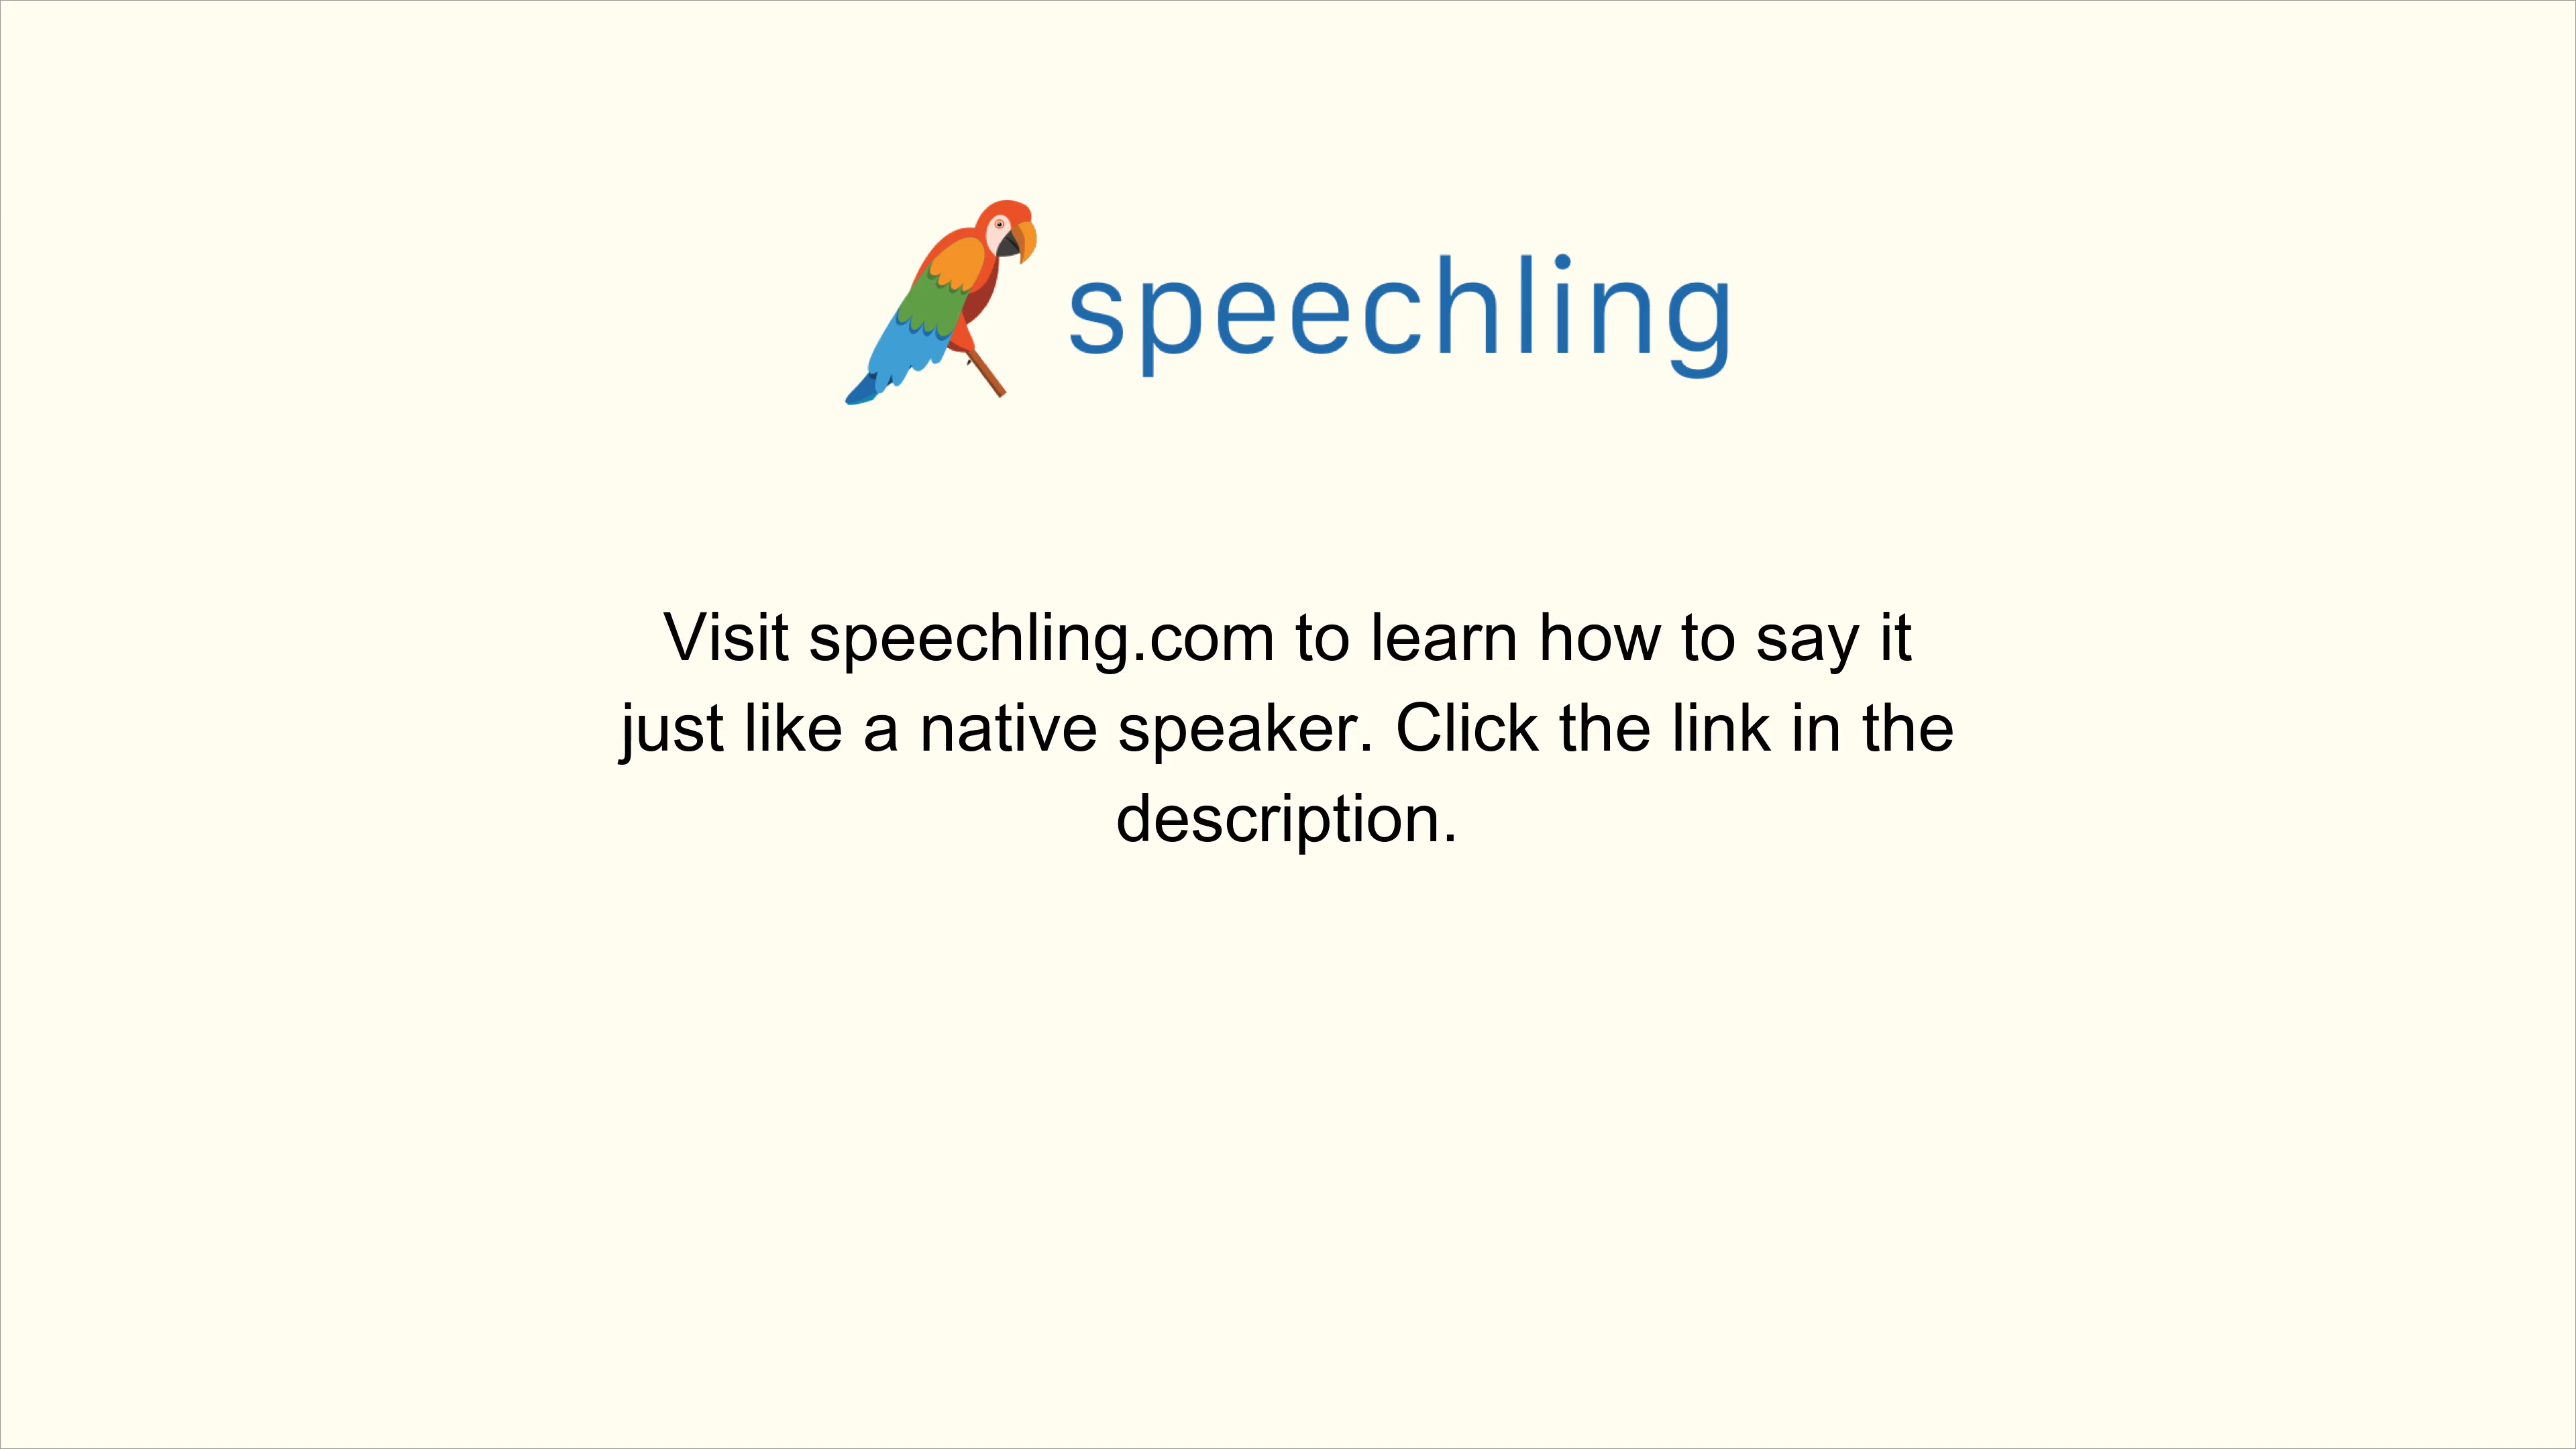 speechling
Visit speechling.com to learn how to say it
just like a native speaker. Click the link in the
description.